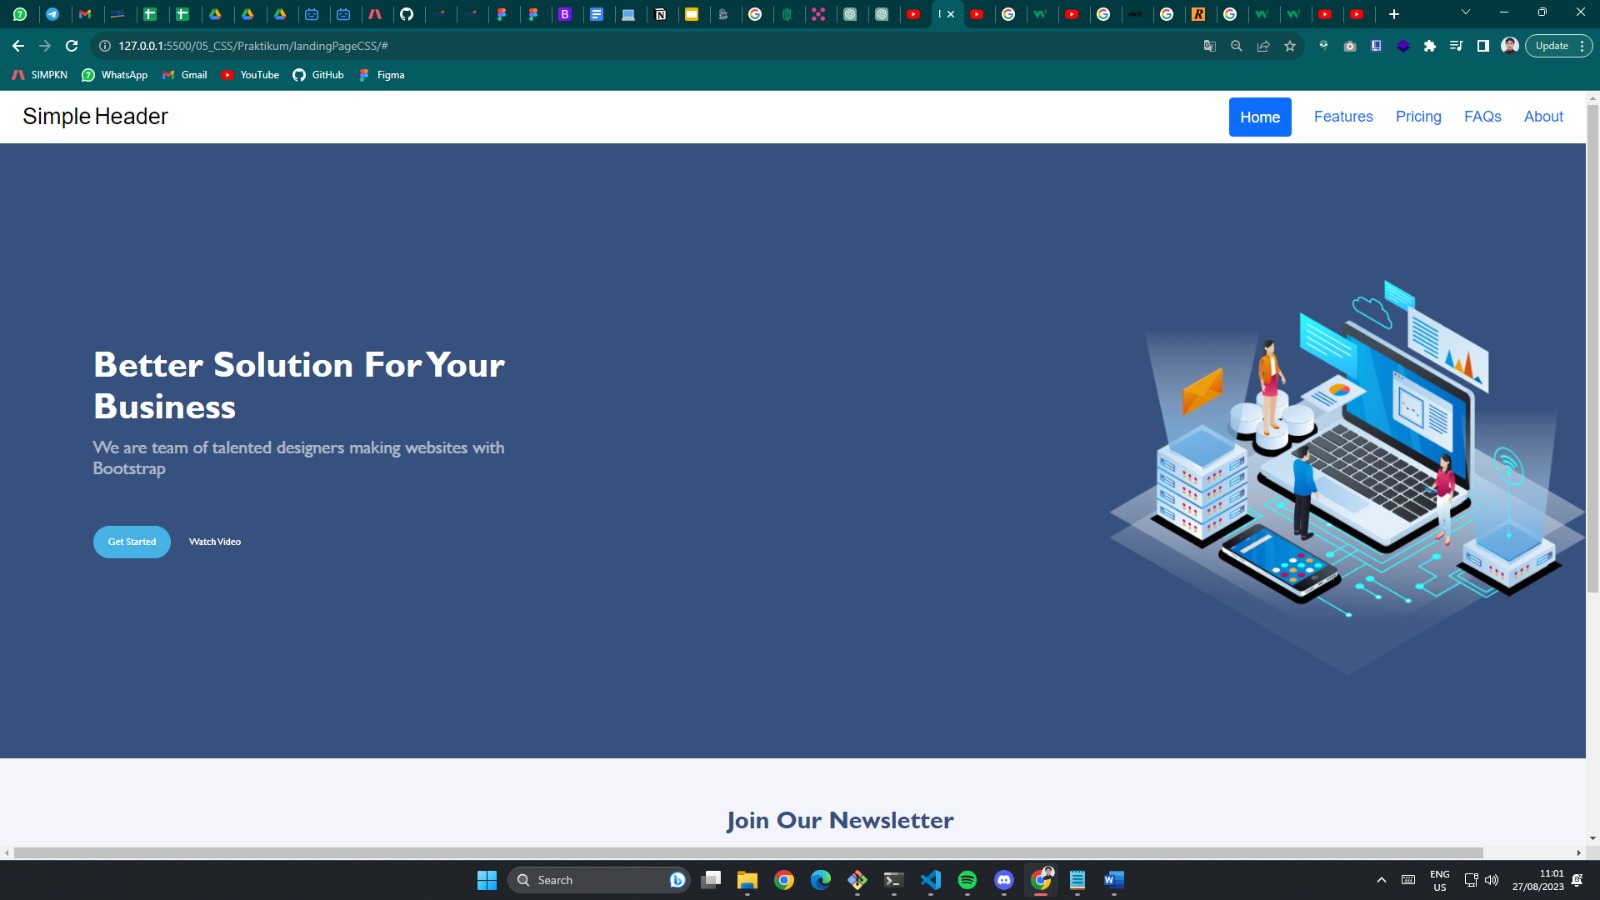 127.0.0.1:5500/05_CSS/Praktikum/landingPageCSS/#
Update
SIMPKN
WhatsApp
Gmail
YouTube
GitHub
Figma
Simple Header
Home
Features
Pricing
FAQs
About
Better Solution For Your
Business
We are team of talented designers making websites with
Bootstrap
Get Started
Watch Video
Join Our Newsletter
Search
ENG
US
11:01
27/08/2023